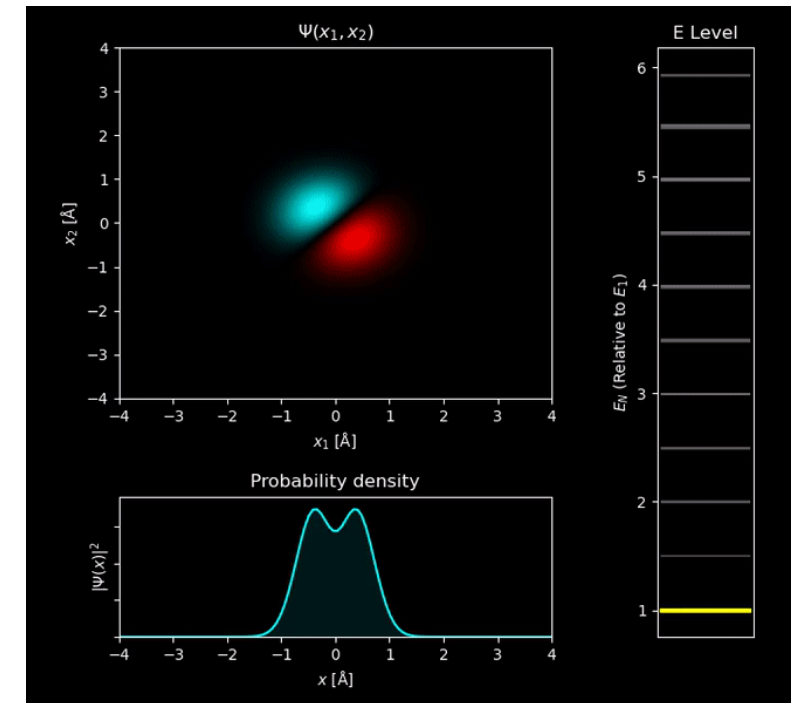 Ψ(x₁, x₂)
4
3
2
1
0
−1
−2
−3
−4
x₂ [Å]
−4 −3 −2 −1 0 1 2 3 4
x₁ [Å]
Probability density
|Ψ(x)|²
−4 −3 −2 −1 0 1 2 3 4
x [Å]
E Level
6
5
4
3
2
1
E_N (Relative to E₁)